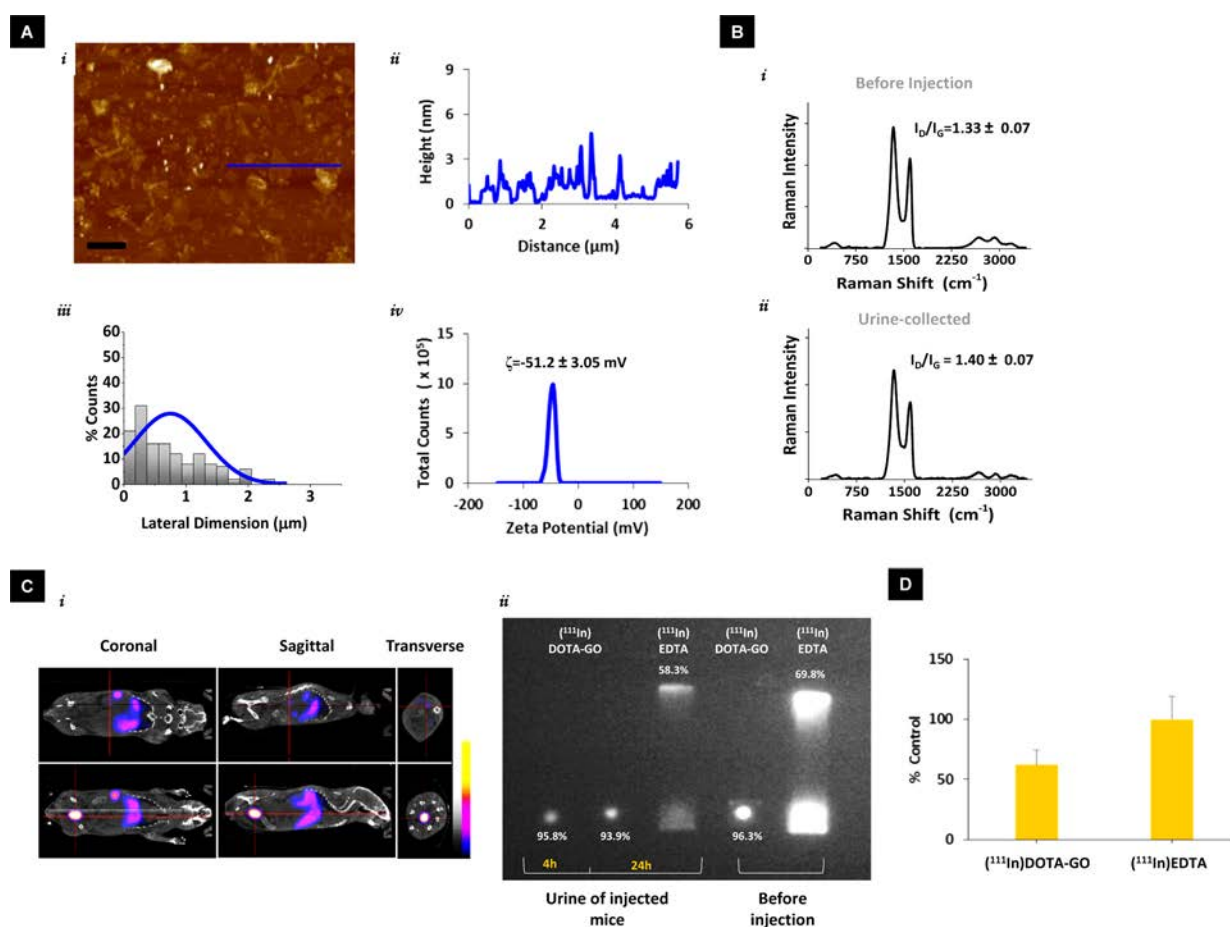 A
i
ii
9
6
3
0
Height (nm)
0 2 4 6
Distance (µm)
iii
60
50
40
30
20
10
0
% Counts
0 1 2 3
Lateral Dimension (µm)
iv
15
10
5
0
Total Counts ( x 10⁵)
ζ=-51.2 ± 3.05 mV
-200 -100 0 100 200
Zeta Potential (mV)
B
i
Before Injection
I_D/I_G=1.33 ± 0.07
Raman Intensity
0 750 1500 2250 3000
Raman Shift (cm⁻¹)
ii
Urine-collected
I_D/I_G = 1.40 ± 0.07
Raman Intensity
0 750 1500 2250 3000
Raman Shift (cm⁻¹)
C
i
Coronal Sagittal Transverse
ii
(¹¹¹In) (¹¹¹In) (¹¹¹In) (¹¹¹In)
DOTA-GO EDTA DOTA-GO EDTA
58.3% 69.8%
95.8% 93.9% 96.3%
4h 24h
Urine of injected
mice
Before
injection
D
150
100
50
0
% Control
(¹¹¹In)DOTA-GO (¹¹¹In)EDTA